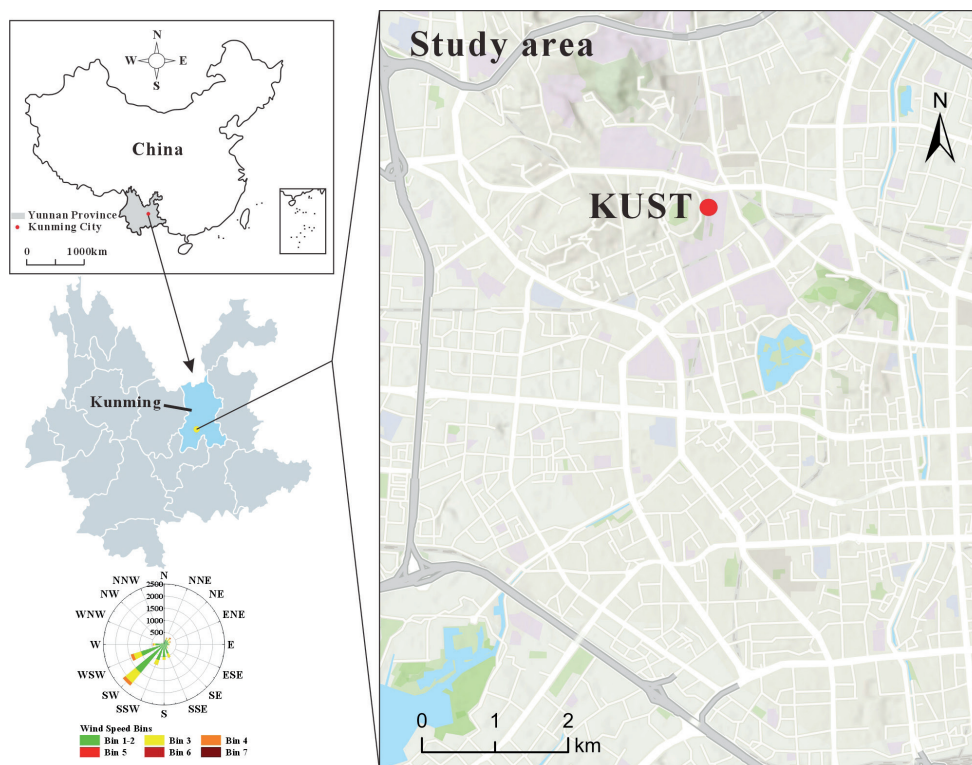 N
W E
S
China
Yunnan Province
Kunming City
0 1000km
Kunming
N
NNW NNE
NW NE
WNW ENE
W E
WSW ESE
SW SE
SSW SSE
S
2500
2000
1500
1000
500
Wind Speed Bins
Bin 1-2 Bin 3 Bin 4
Bin 5 Bin 6 Bin 7
Study area
N
KUST
0 1 2
km